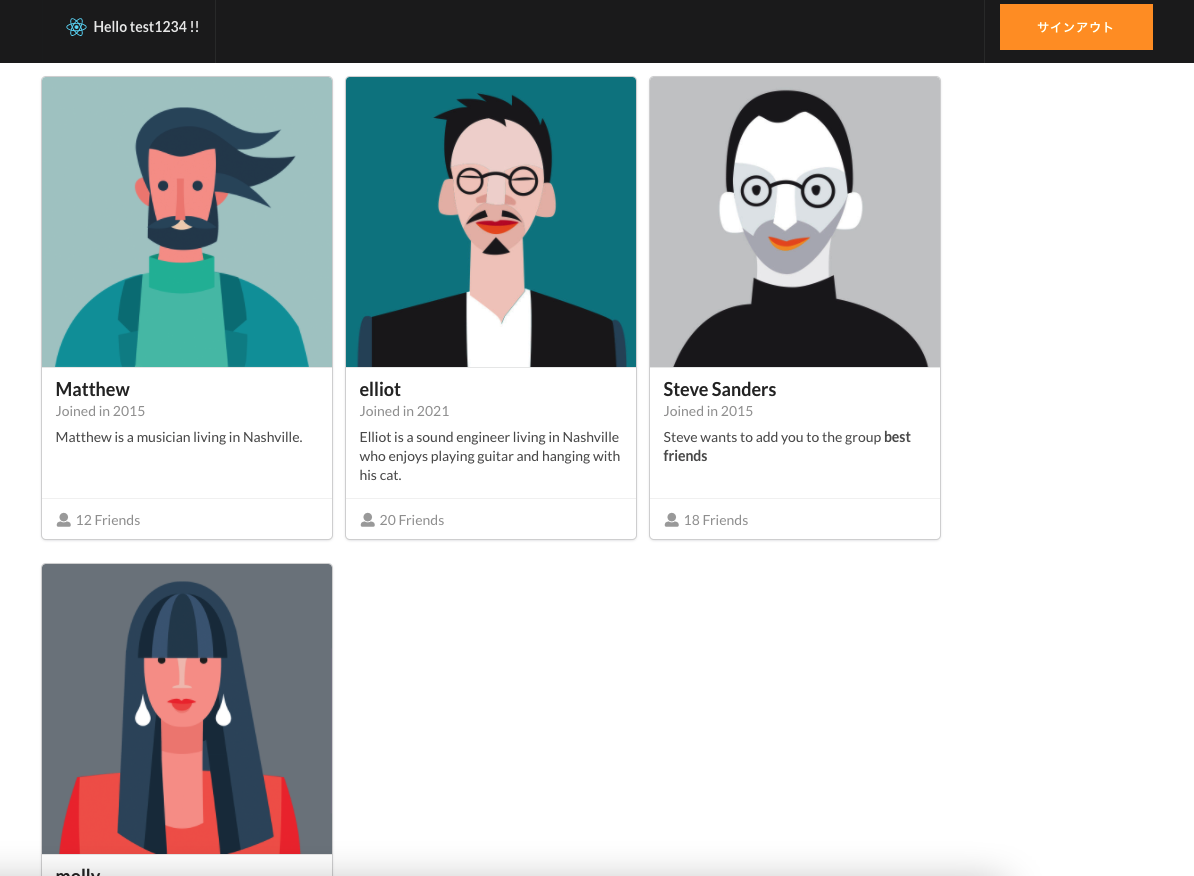 Hello test1234 !!
サインアウト
Matthew
Joined in 2015
Matthew is a musician living in Nashville.
12 Friends
elliot
Joined in 2021
Elliot is a sound engineer living in Nashville
who enjoys playing guitar and hanging with
his cat.
20 Friends
Steve Sanders
Joined in 2015
Steve wants to add you to the group best
friends
18 Friends
molly